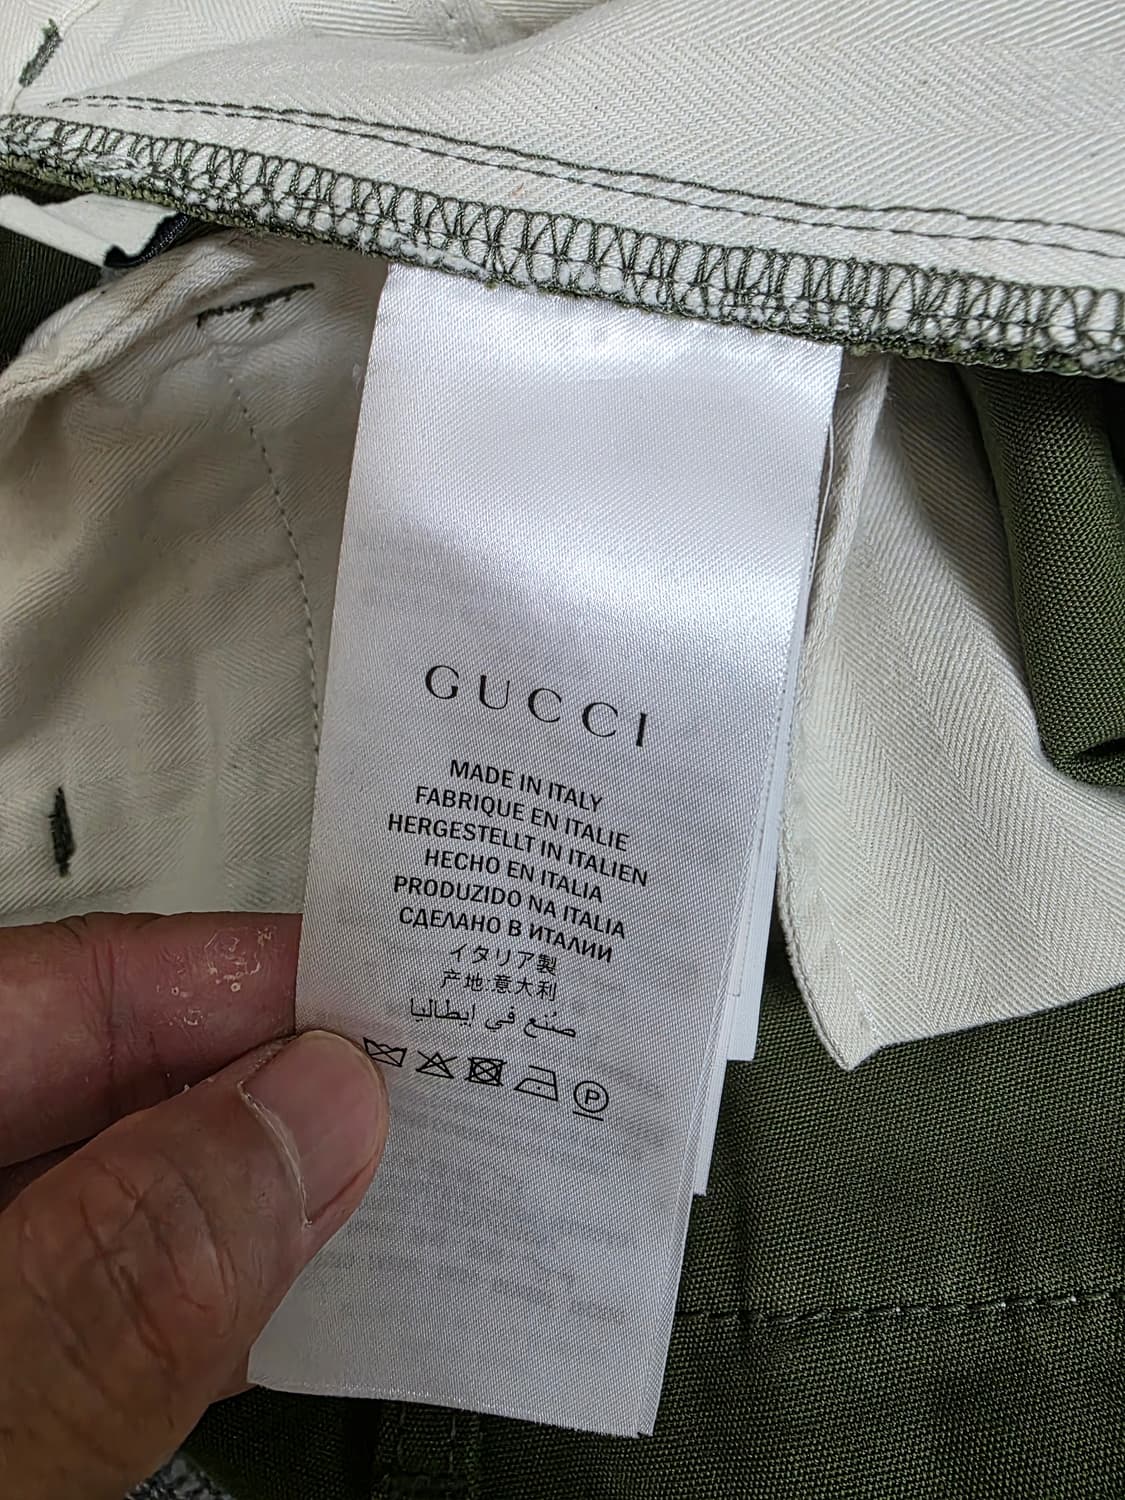 GUCCI
MADE IN ITALY
FABRIQUE EN ITALIE
HERGESTELLT IN ITALIEN
HECHO EN ITALIA
PRODUZIDO NA ITALIA
СДЕЛАНО В ИТАЛИИ
イタリア製
产地:意大利
صُنع في إيطاليا
P